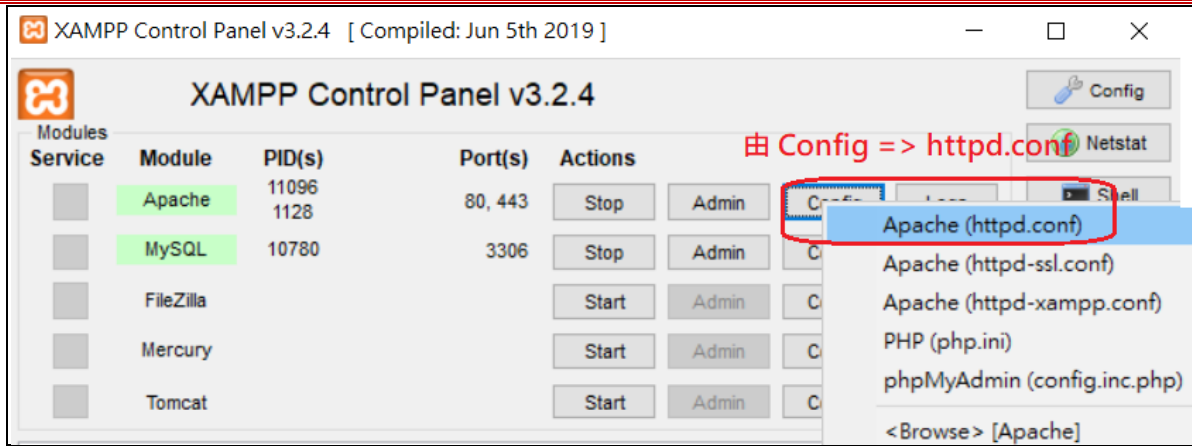 XAMPP Control Panel v3.2.4 [ Compiled: Jun 5th 2019 ]
XAMPP Control Panel v3.2.4
Config
Modules
由 Config => httpd.conf
Netstat
Service Module PID(s) Port(s) Actions
Shell
Apache 11096 1128 80, 443 Stop Admin Config Logs
Apache (httpd.conf)
MySQL 10780 3306 Stop Admin
Apache (httpd-ssl.conf)
FileZilla Start Admin
Apache (httpd-xampp.conf)
Mercury Start Admin
PHP (php.ini)
phpMyAdmin (config.inc.php)
Tomcat Start Admin
<Browse> [Apache]